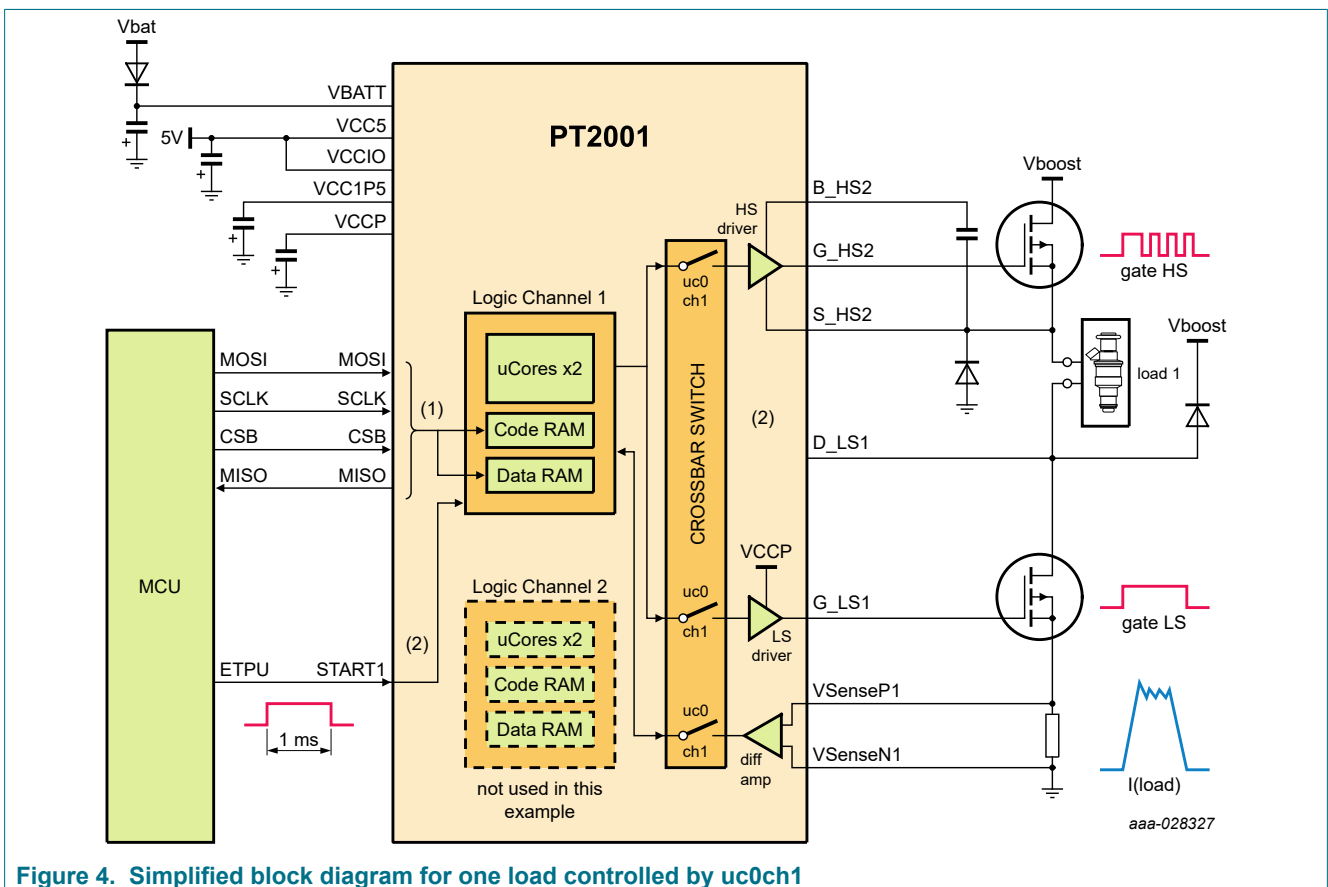 Vbat
VBATT
5V
VCC5
VCCIO
VCC1P5
VCCP
PT2001
MCU
MOSI MOSI
SCLK SCLK
CSB CSB
MISO MISO
(1)
ETPU START1
(2)
1 ms
Logic Channel 1
uCores x2
Code RAM
Data RAM
Logic Channel 2
uCores x2
Code RAM
Data RAM
not used in this
example
CROSSBAR SWITCH
uc0
ch1
uc0
ch1
uc0
ch1
HS
driver
(2)
VCCP
LS
driver
diff
amp
B_HS2
G_HS2
S_HS2
D_LS1
G_LS1
VSenseP1
VSenseN1
Vboost
gate HS
load 1
Vboost
gate LS
I(load)
aaa-028327
Figure 4. Simplified block diagram for one load controlled by uc0ch1